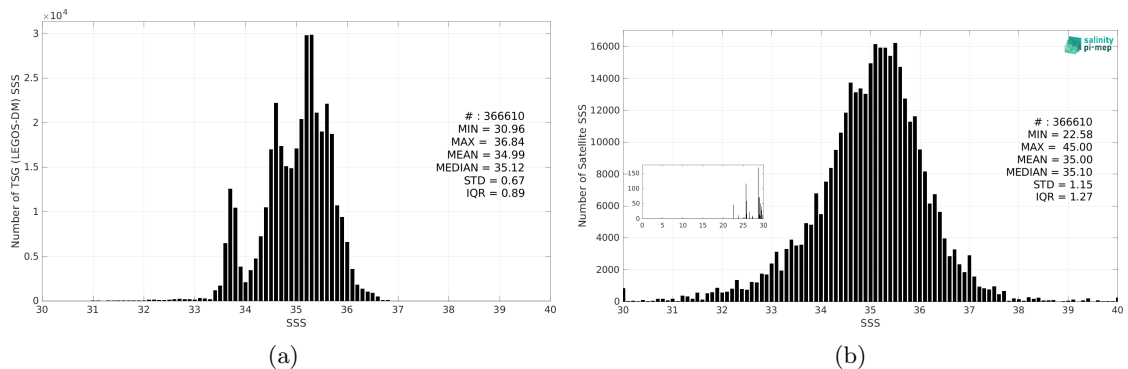 ×10⁴
3
2.5
2
1.5
1
0.5
0
30 31 32 33 34 35 36 37 38 39 40
SSS
Number of TSG (LEGOS-DM) SSS
# : 366610
MIN = 30.96
MAX = 36.84
MEAN = 34.99
MEDIAN = 35.12
STD = 0.67
IQR = 0.89
(a)
salinity
pi-mep
16000
14000
12000
10000
8000
6000
4000
2000
0
30 31 32 33 34 35 36 37 38 39 40
SSS
Number of Satellite SSS
# : 366610
MIN = 22.58
MAX = 45.00
MEAN = 35.00
MEDIAN = 35.10
STD = 1.15
IQR = 1.27
150
100
50
0
0 5 10 15 20 25 30
(b)